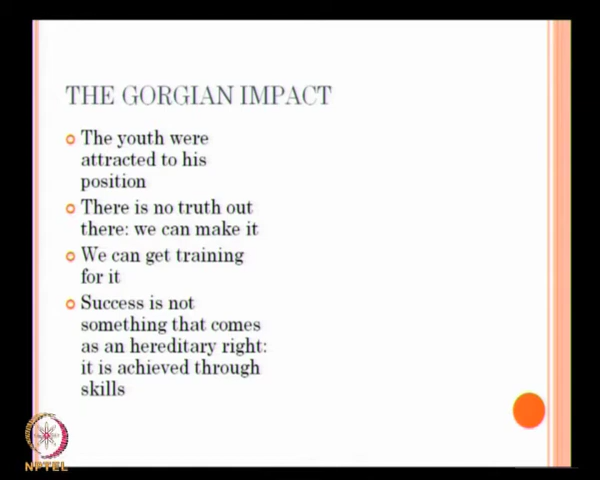 THE GORGIAN IMPACT
The youth were
attracted to his
position
There is no truth out
there: we can make it
We can get training
for it
Success is not
something that comes
as an hereditary right:
it is achieved through
skills
NPTEL